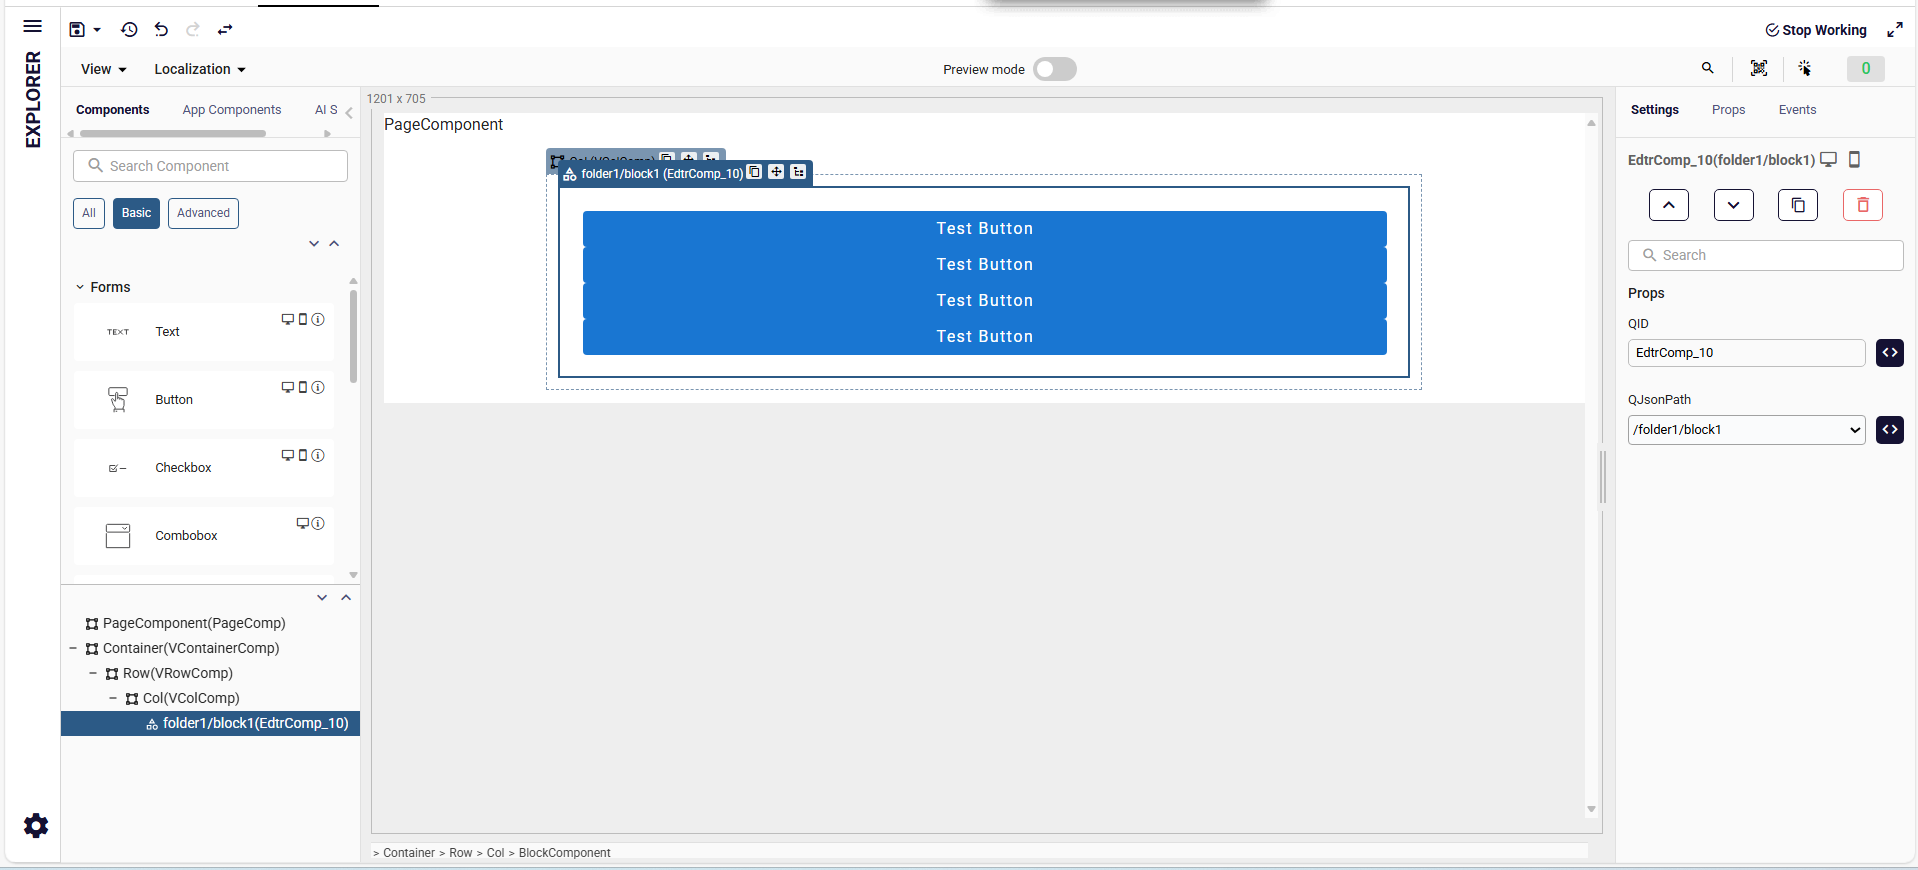 Stop Working
EXPLORER
View
Localization
Preview mode
0
Components
App Components
AI S
Search Component
All
Basic
Advanced
Forms
TEXT
Text
Button
Checkbox
Combobox
PageComponent(PageComp)
Container(VContainerComp)
Row(VRowComp)
Col(VColComp)
folder1/block1(EdtrComp_10)
1201 x 705
PageComponent
Col(VColComp)
folder1/block1 (EdtrComp_10)
Test Button
Test Button
Test Button
Test Button
> Container > Row > Col > BlockComponent
Settings
Props
Events
EdtrComp_10(folder1/block1)
Search
Props
QID
EdtrComp_10
QJsonPath
/folder1/block1